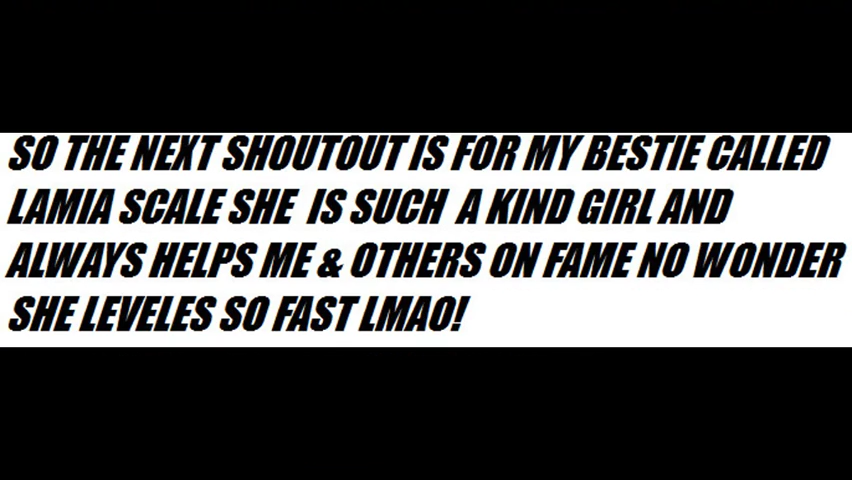 SO THE NEXT SHOUTOUT IS FOR MY BESTIE CALLED
LAMIA SCALE SHE IS SUCH A KIND GIRL AND
ALWAYS HELPS ME & OTHERS ON FAME NO WONDER
SHE LEVELES SO FAST LMAO!